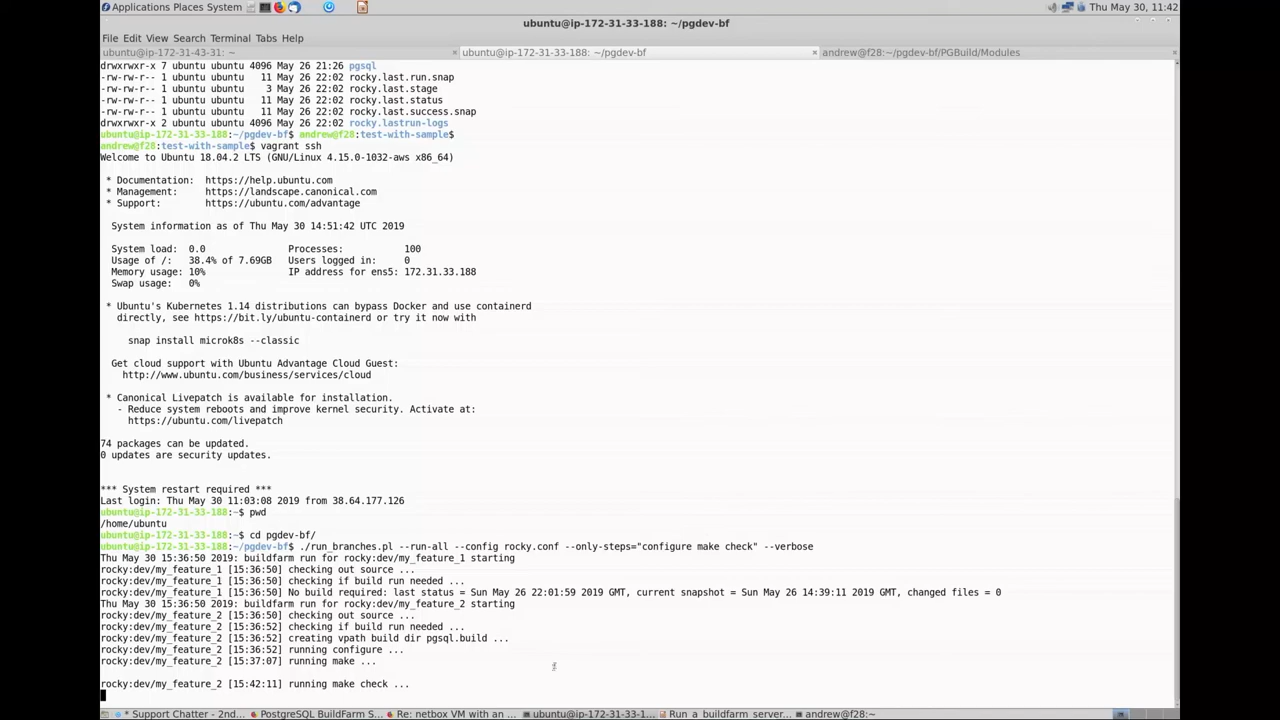 Applications Places System
Thu May 30, 11:42
ubuntu@ip-172-31-33-188: ~/pgdev-bf
File Edit View Search Terminal Tabs Help
ubuntu@ip-172-31-43-31: ~
ubuntu@ip-172-31-33-188: ~/pgdev-bf
andrew@f28:~/pgdev-bf/PGBuild/Modules
drwxrwxr-x 7 ubuntu ubuntu 4096 May 26 21:26 pgsql
-rw-rw-r-- 1 ubuntu ubuntu   11 May 26 22:02 rocky.last.run.snap
-rw-rw-r-- 1 ubuntu ubuntu    3 May 26 22:02 rocky.last.stage
-rw-rw-r-- 1 ubuntu ubuntu   11 May 26 22:02 rocky.last.status
-rw-rw-r-- 1 ubuntu ubuntu   11 May 26 22:02 rocky.last.success.snap
drwxrwxr-x 2 ubuntu ubuntu 4096 May 26 22:02 rocky.lastrun-logs
ubuntu@ip-172-31-33-188:~/pgdev-bf$ andrew@f28:test-with-sample$
andrew@f28:test-with-sample$ vagrant ssh
Welcome to Ubuntu 18.04.2 LTS (GNU/Linux 4.15.0-1032-aws x86_64)
* Documentation:  https://help.ubuntu.com
* Management:     https://landscape.canonical.com
* Support:        https://ubuntu.com/advantage
System information as of Thu May 30 14:51:42 UTC 2019
System load:  0.0               Processes:           100
Usage of /:   38.4% of 7.69GB   Users logged in:     0
Memory usage: 10%               IP address for ens5: 172.31.33.188
Swap usage:   0%
* Ubuntu's Kubernetes 1.14 distributions can bypass Docker and use containerd
directly, see https://bit.ly/ubuntu-containerd or try it now with
snap install microk8s --classic
Get cloud support with Ubuntu Advantage Cloud Guest:
http://www.ubuntu.com/business/services/cloud
* Canonical Livepatch is available for installation.
- Reduce system reboots and improve kernel security. Activate at:
https://ubuntu.com/livepatch
74 packages can be updated.
0 updates are security updates.
*** System restart required ***
Last login: Thu May 30 11:03:08 2019 from 38.64.177.126
ubuntu@ip-172-31-33-188:~$ pwd
/home/ubuntu
ubuntu@ip-172-31-33-188:~$ cd pgdev-bf/
ubuntu@ip-172-31-33-188:~/pgdev-bf$ ./run_branches.pl --run-all --config rocky.conf --only-steps="configure make check" --verbose
Thu May 30 15:36:50 2019: buildfarm run for rocky:dev/my_feature_1 starting
rocky:dev/my_feature_1 [15:36:50] checking out source ...
rocky:dev/my_feature_1 [15:36:50] checking if build run needed ...
rocky:dev/my_feature_1 [15:36:50] No build required: last status = Sun May 26 22:01:59 2019 GMT, current snapshot = Sun May 26 14:39:11 2019 GMT, changed files = 0
Thu May 30 15:36:50 2019: buildfarm run for rocky:dev/my_feature_2 starting
rocky:dev/my_feature_2 [15:36:50] checking out source ...
rocky:dev/my_feature_2 [15:36:52] checking if build run needed ...
rocky:dev/my_feature_2 [15:36:52] creating vpath build dir pgsql.build ...
rocky:dev/my_feature_2 [15:36:52] running configure ...
rocky:dev/my_feature_2 [15:37:07] running make ...
rocky:dev/my_feature_2 [15:42:11] running make check ...
* Support Chatter - 2nd...
PostgreSQL BuildFarm S...
Re: netbox VM with an ...
ubuntu@ip-172-31-33-1...
Run a buildfarm server...
andrew@f28:~